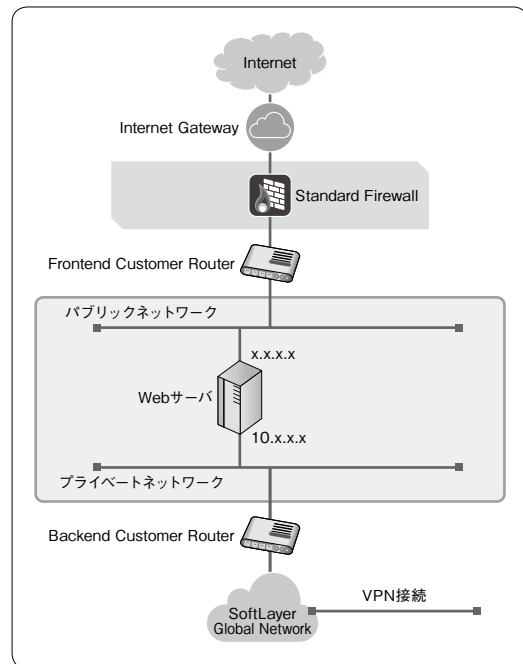 Internet
Internet Gateway
Standard Firewall
Frontend Customer Router
パブリックネットワーク
x.x.x.x
Webサーバ
10.x.x.x
プライベートネットワーク
Backend Customer Router
VPN接続
SoftLayer
Global Network